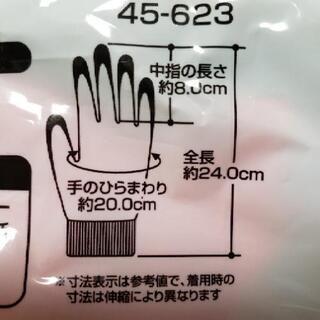 45-623
中指の長さ
約8.0cm
全長
約24.0cm
手のひらまわり
約20.0cm
※寸法表示は参考値で、着用時の
寸法は伸縮により異なります